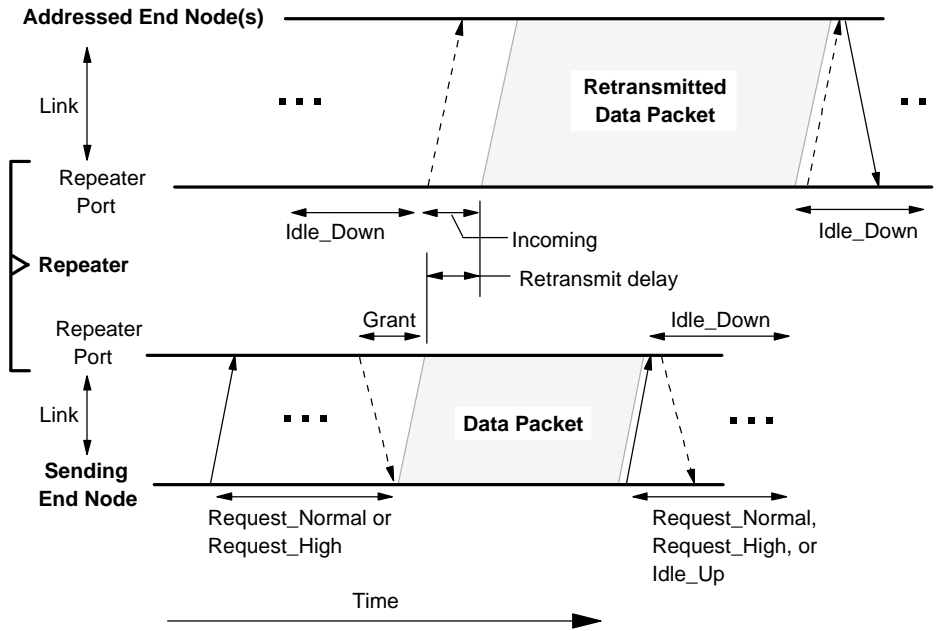 Addressed End Node(s)
Link
Retransmitted
Data Packet
Repeater
Port
Idle_Down
Incoming
Idle_Down
Repeater
Retransmit delay
Grant
Idle_Down
Repeater
Port
Link
Data Packet
Sending
End Node
Request_Normal or
Request_High
Request_Normal,
Request_High, or
Idle_Up
Time